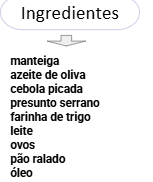 Ingredientes
manteiga
azeite de oliva
cebola picada
presunto serrano
farinha de trigo
leite
ovos
pão ralado
óleo